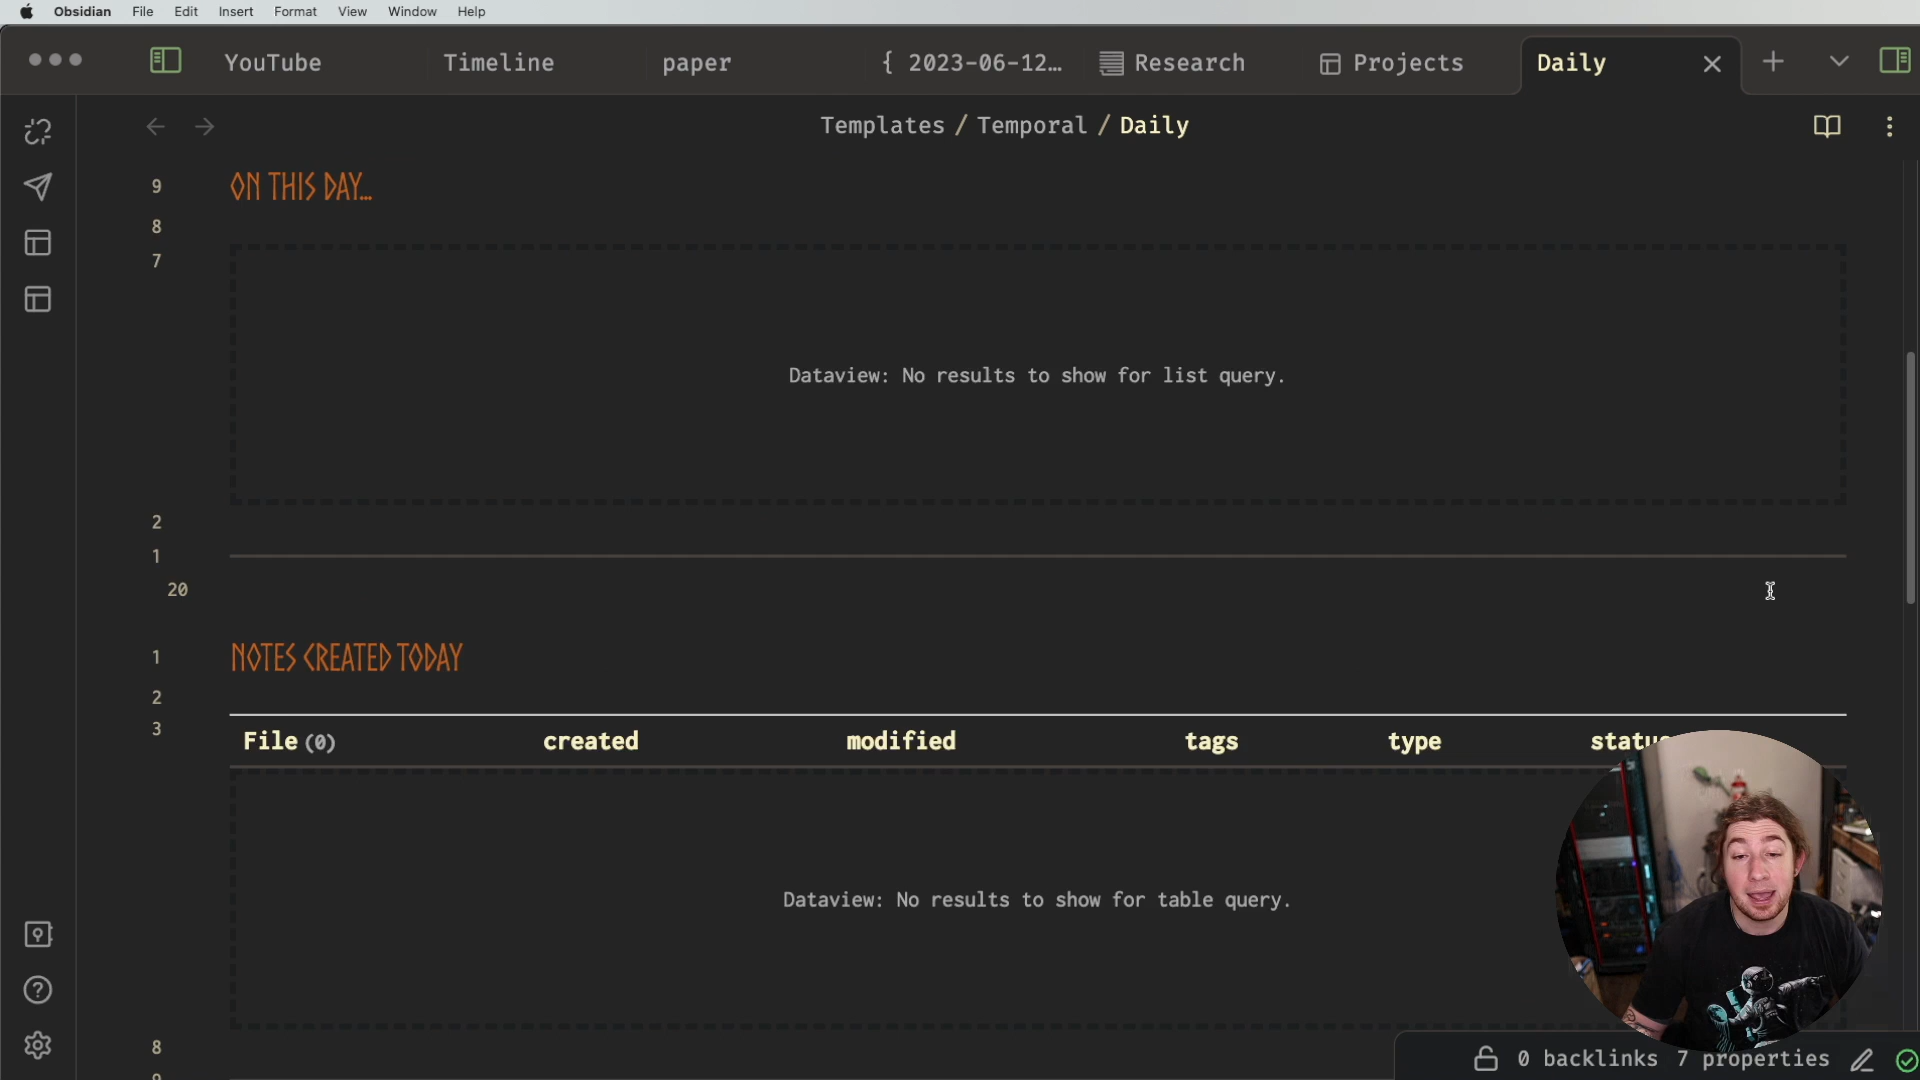 Obsidian File Edit Insert Format View Window Help
YouTube Timeline paper { 2023-06-12… Research Projects Daily
Templates / Temporal / Daily
9 ON THIS DAY…
8
7
Dataview: No results to show for list query.
2
1
20
1 NOTES CREATED TODAY
2
3
File (0) created modified tags type status
Dataview: No results to show for table query.
8
0 backlinks 7 properties